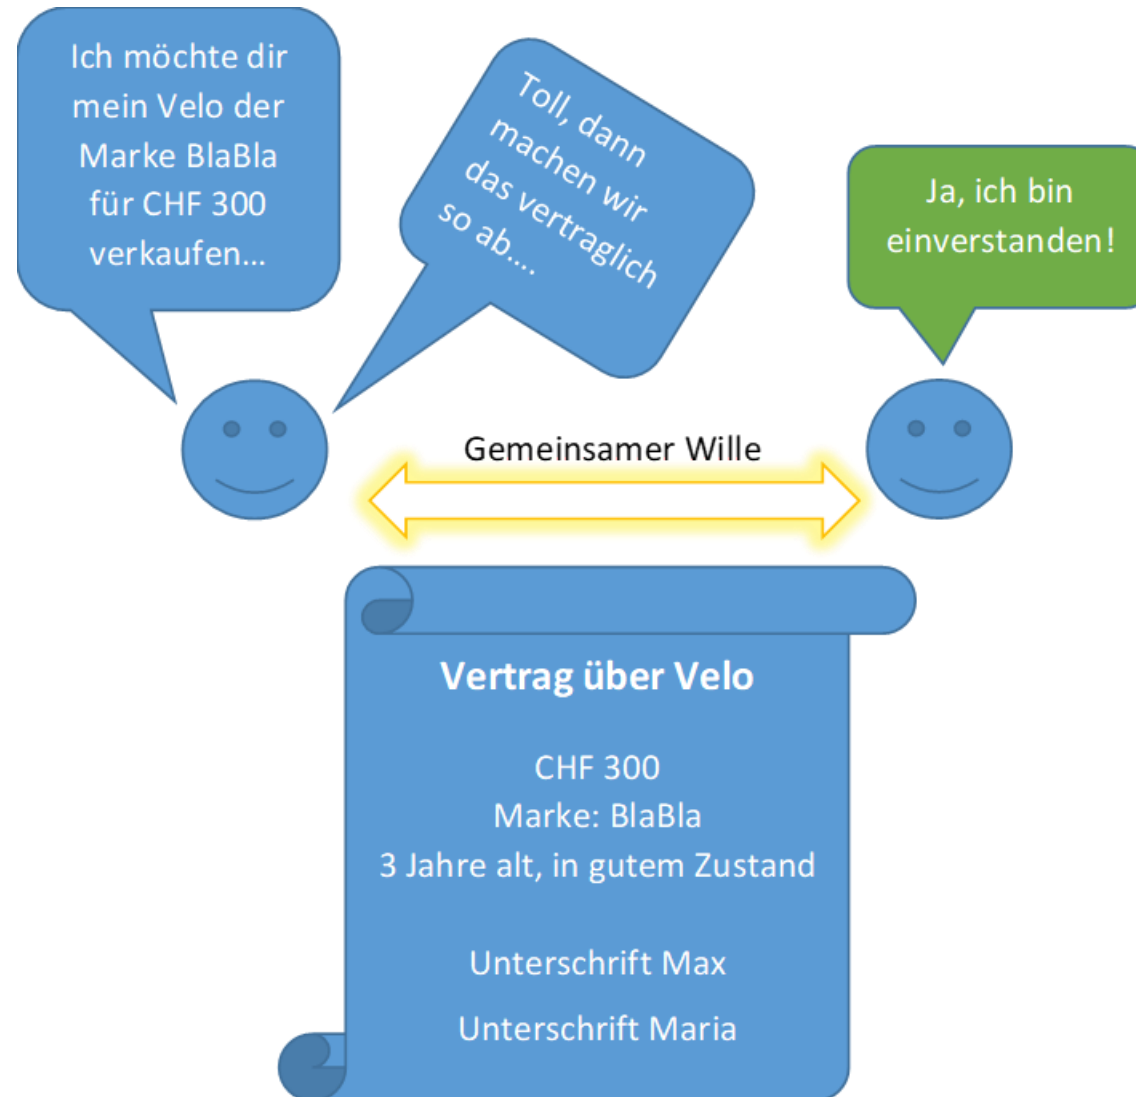 Ich möchte dir
mein Velo der
Marke BlaBla
für CHF 300
verkaufen…
Toll, dann
machen wir
das vertraglich
so ab....
Ja, ich bin
einverstanden!
Gemeinsamer Wille
Vertrag über Velo
CHF 300
Marke: BlaBla
3 Jahre alt, in gutem Zustand
Unterschrift Max
Unterschrift Maria